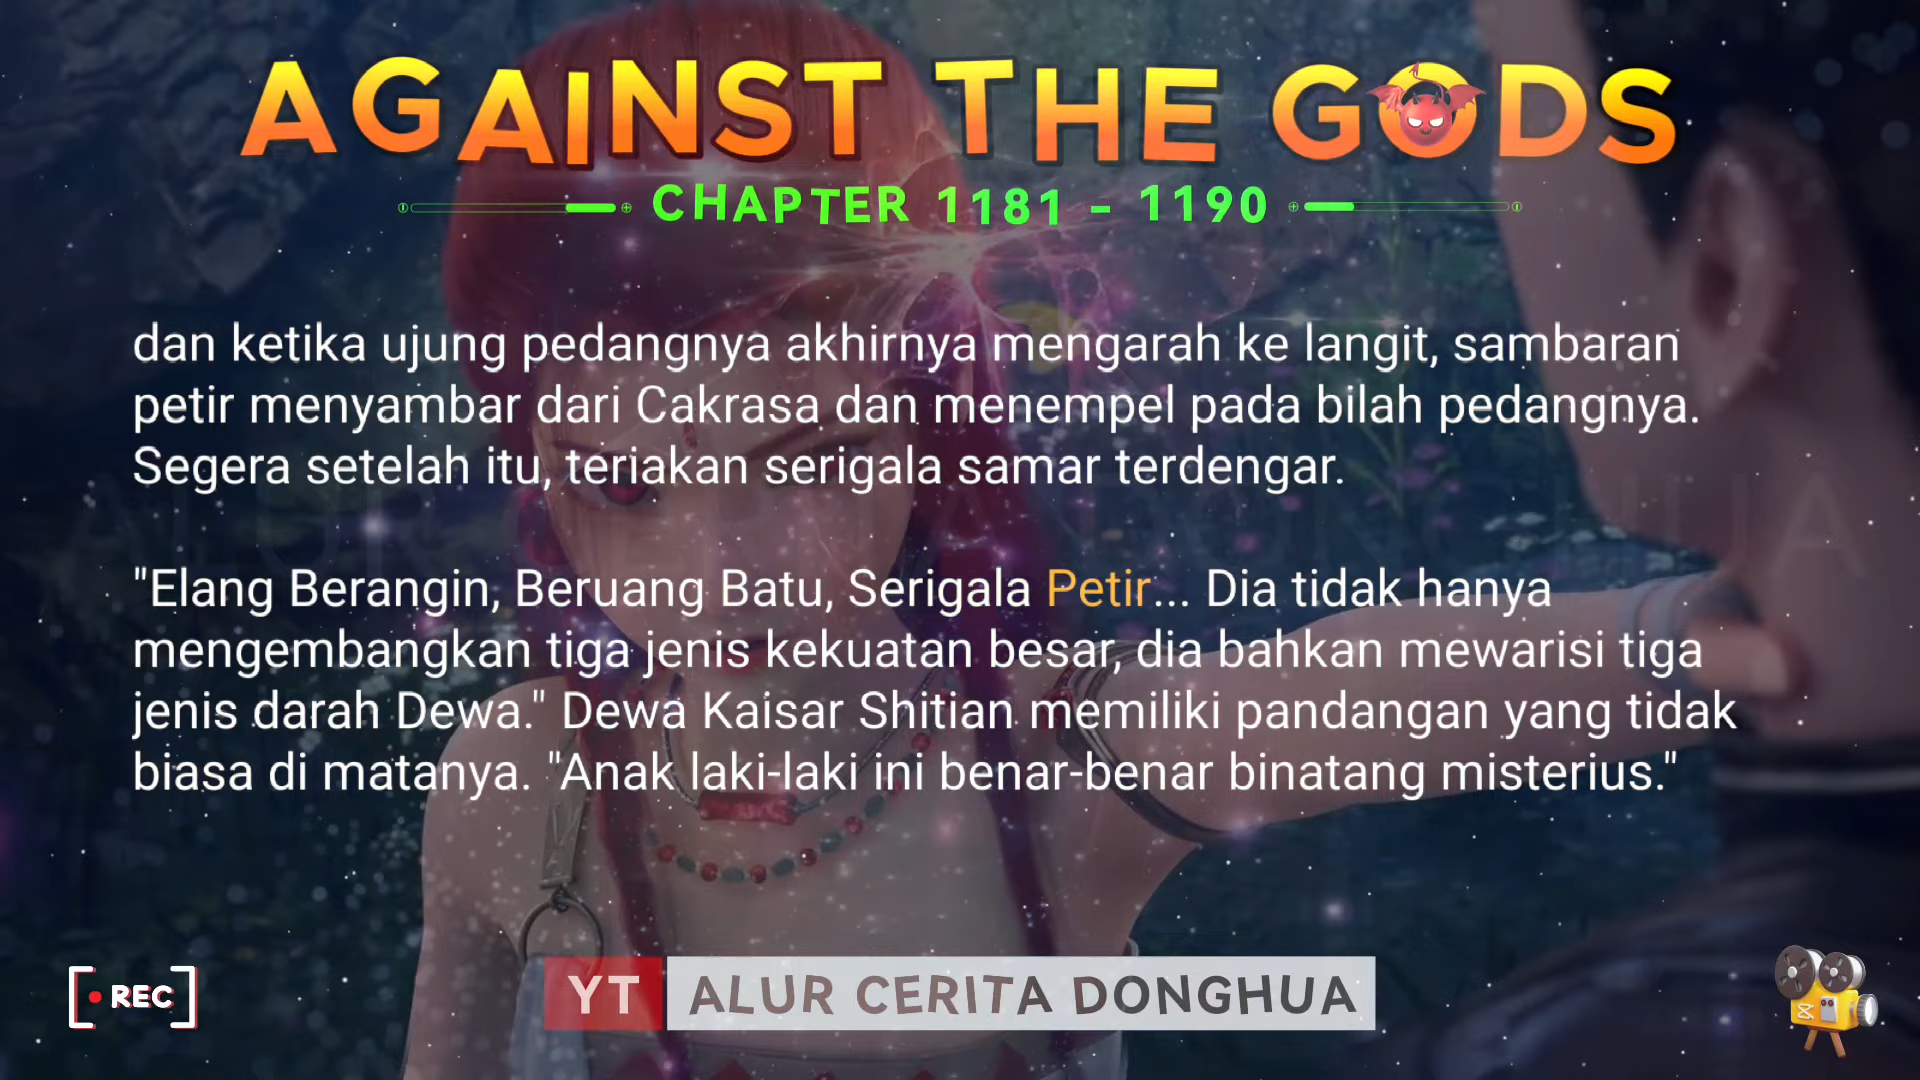 AGAINST THE GODS
CHAPTER 1181 - 1190
dan ketika ujung pedangnya akhirnya mengarah ke langit, sambaran
petir menyambar dari Cakrasa dan menempel pada bilah pedangnya.
Segera setelah itu, teriakan serigala samar terdengar.
"Elang Berangin, Beruang Batu, Serigala Petir... Dia tidak hanya
mengembangkan tiga jenis kekuatan besar, dia bahkan mewarisi tiga
jenis darah Dewa." Dewa Kaisar Shitian memiliki pandangan yang tidak
biasa di matanya. "Anak laki-laki ini benar-benar binatang misterius."
REC
YT ALUR CERITA DONGHUA